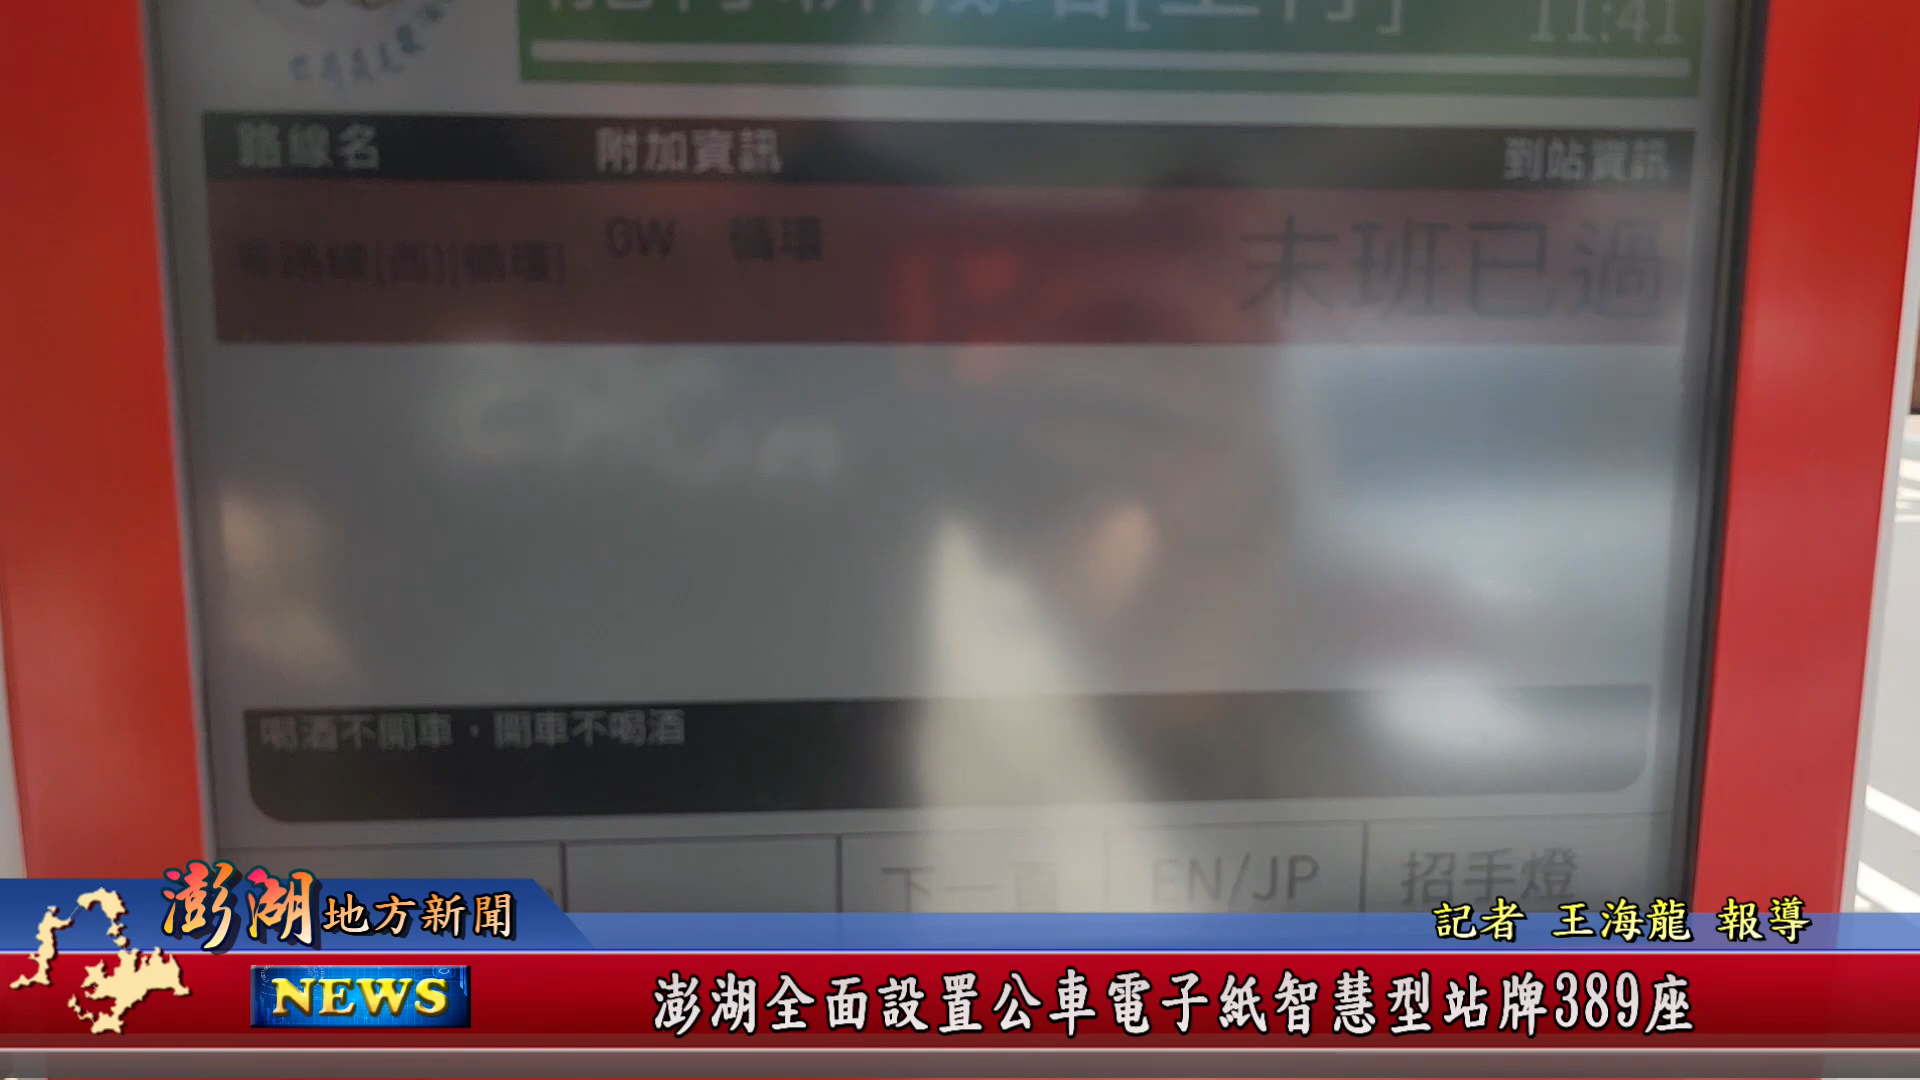 11:41
路線名 附加資訊 到站資訊
0W 循環 末班已過
喝酒不開車，開車不喝酒
下一頁 EN/JP 招手燈
澎湖地方新聞
記者 王海龍 報導
NEWS
澎湖全面設置公車電子紙智慧型站牌389座